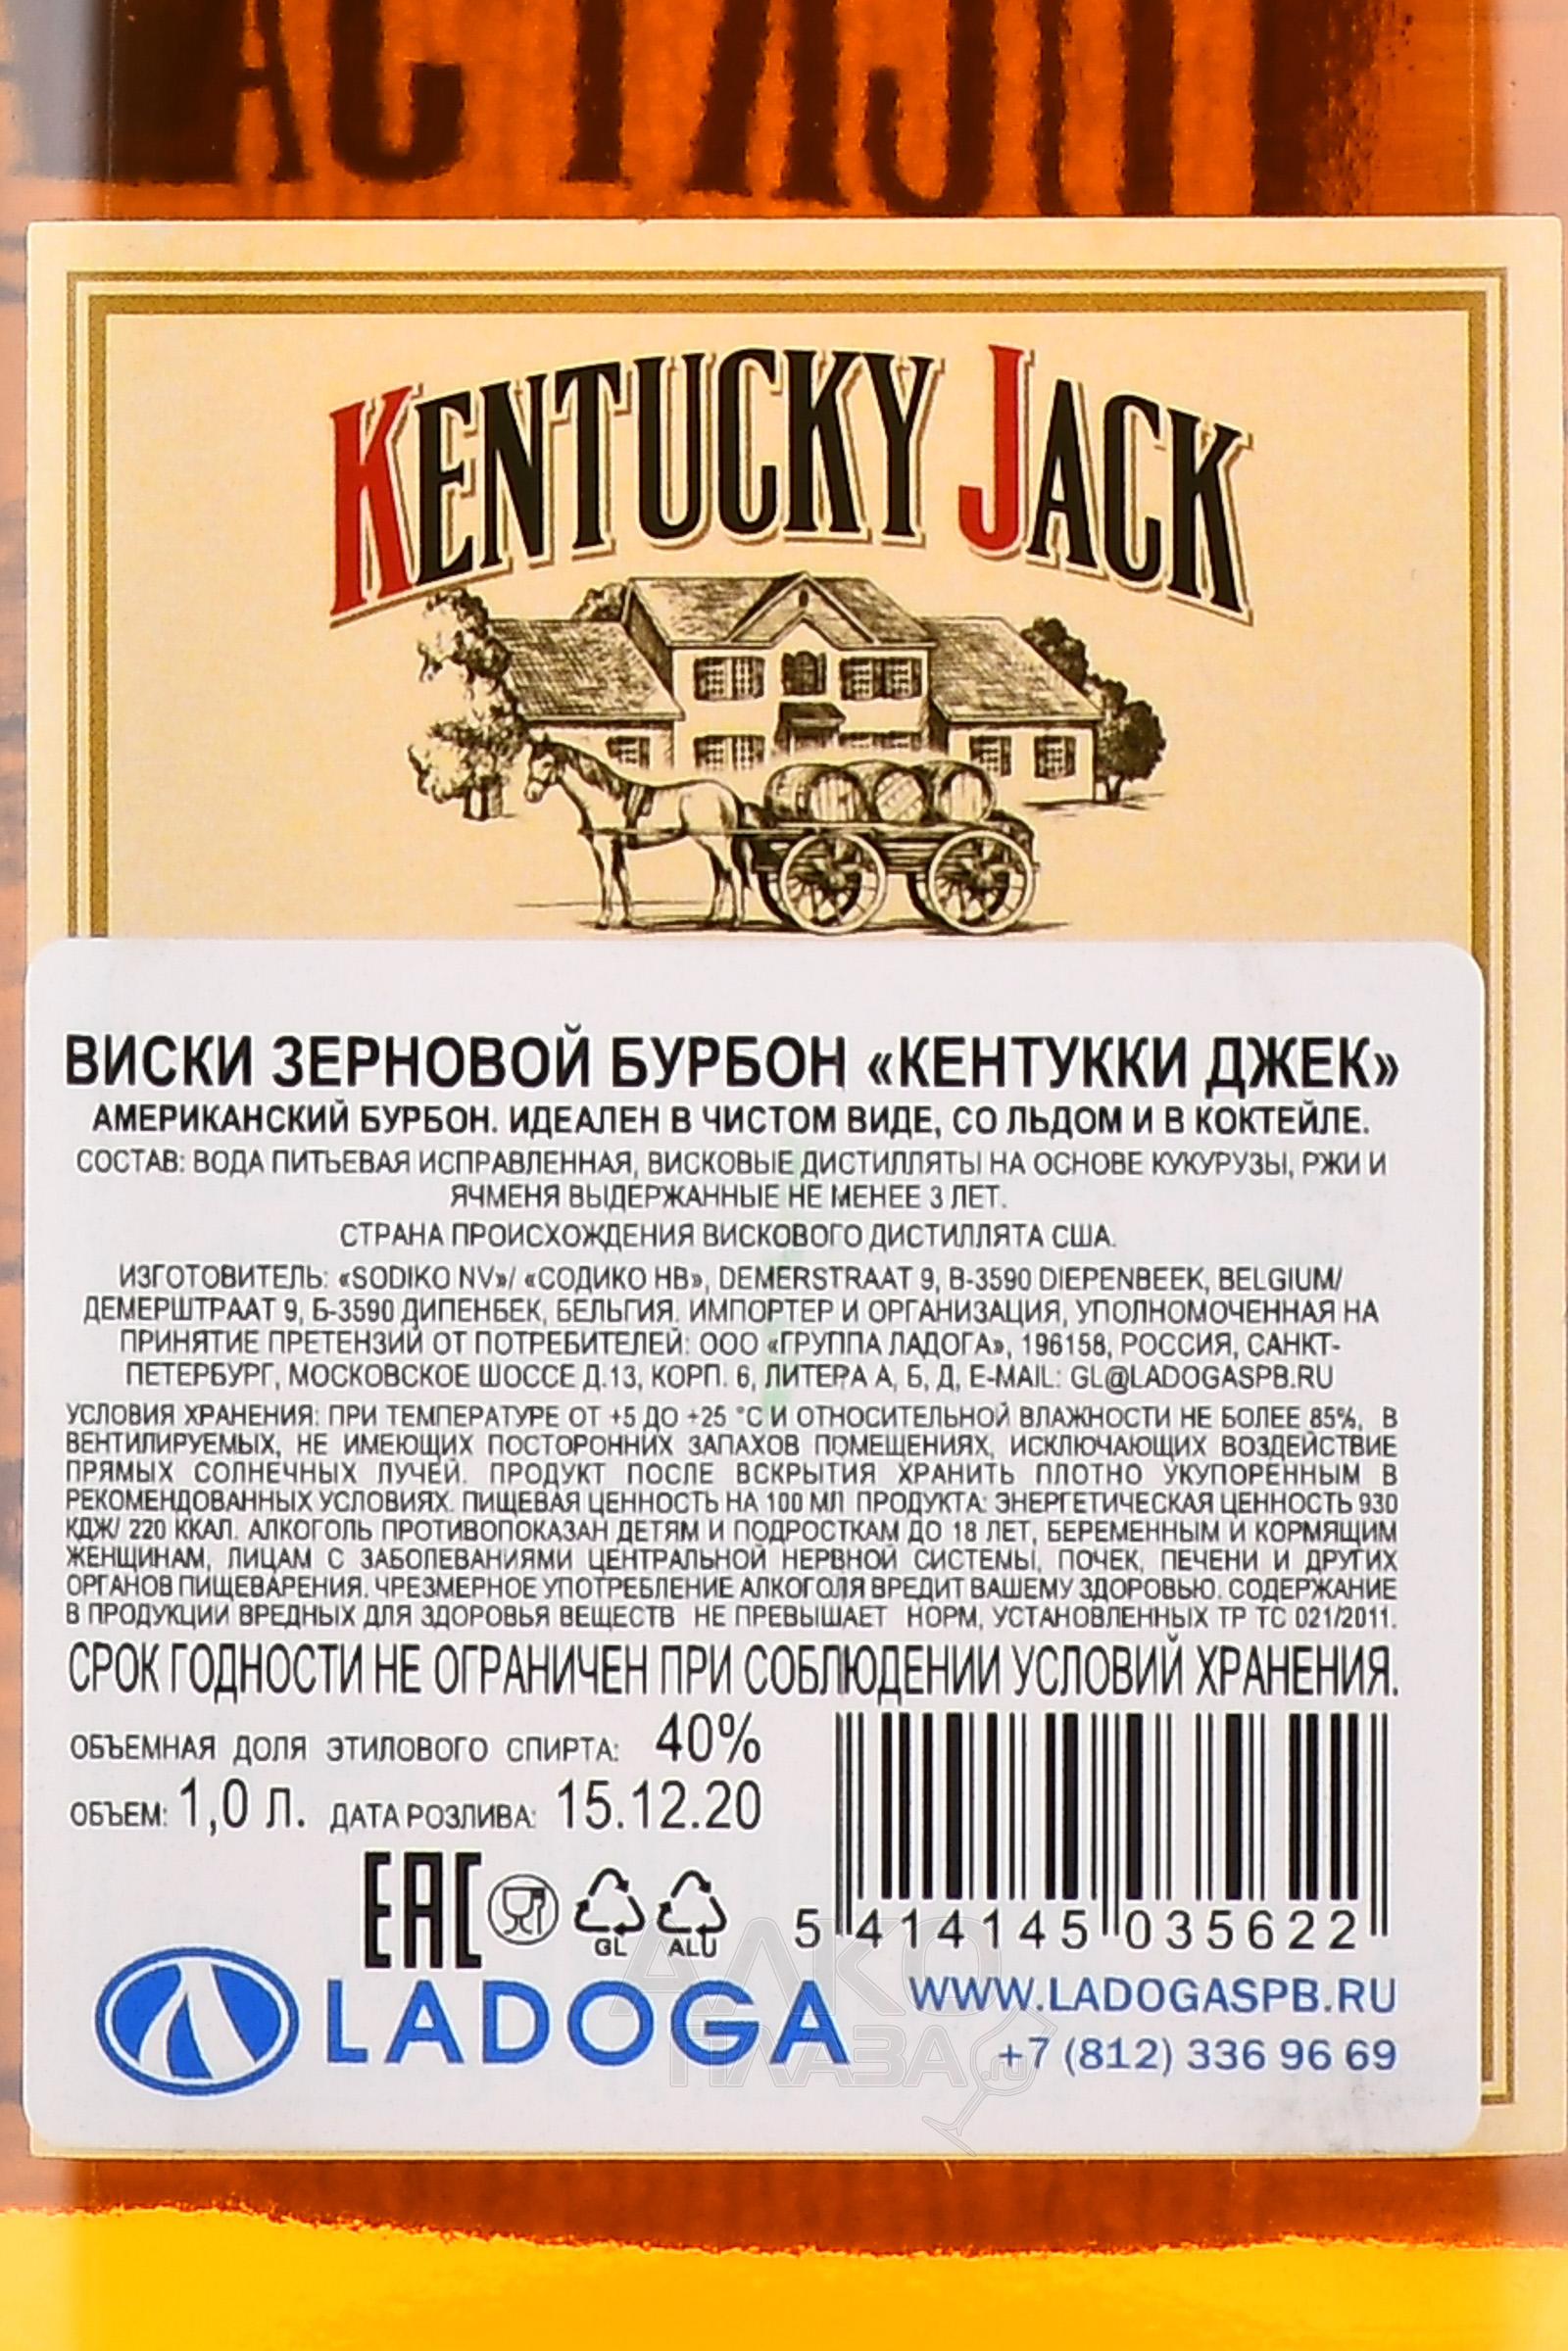 KENTUCKY JACK
ВИСКИ ЗЕРНОВОЙ БУРБОН «КЕНТУККИ ДЖЕК»
АМЕРИКАНСКИЙ БУРБОН. ИДЕАЛЕН В ЧИСТОМ ВИДЕ, СО ЛЬДОМ И В КОКТЕЙЛЕ.
СОСТАВ: ВОДА ПИТЬЕВАЯ ИСПРАВЛЕННАЯ, ВИСКОВЫЕ ДИСТИЛЛЯТЫ НА ОСНОВЕ КУКУРУЗЫ, РЖИ И
ЯЧМЕНЯ ВЫДЕРЖАННЫЕ НЕ МЕНЕЕ 3 ЛЕТ.
СТРАНА ПРОИСХОЖДЕНИЯ ВИСКОВОГО ДИСТИЛЛЯТА США.
ИЗГОТОВИТЕЛЬ: «SODIKO NV»/ «СОДИКО НВ», DEMERSTRAAT 9, B-3590 DIEPENBEEK, BELGIUM/
ДЕМЕРШТРААТ 9, Б-3590 ДИПЕНБЕК, БЕЛЬГИЯ. ИМПОРТЕР И ОРГАНИЗАЦИЯ, УПОЛНОМОЧЕННАЯ НА
ПРИНЯТИЕ ПРЕТЕНЗИЙ ОТ ПОТРЕБИТЕЛЕЙ: ООО «ГРУППА ЛАДОГА», 196158, РОССИЯ, САНКТ-
ПЕТЕРБУРГ, МОСКОВСКОЕ ШОССЕ Д.13, КОРП. 6, ЛИТЕРА А, Б, Д, E-MAIL: GL@LADOGASPB.RU
УСЛОВИЯ ХРАНЕНИЯ: ПРИ ТЕМПЕРАТУРЕ ОТ +5 ДО +25 °С И ОТНОСИТЕЛЬНОЙ ВЛАЖНОСТИ НЕ БОЛЕЕ 85%, В
ВЕНТИЛИРУЕМЫХ, НЕ ИМЕЮЩИХ ПОСТОРОННИХ ЗАПАХОВ ПОМЕЩЕНИЯХ, ИСКЛЮЧАЮЩИХ ВОЗДЕЙСТВИЕ
ПРЯМЫХ СОЛНЕЧНЫХ ЛУЧЕЙ. ПРОДУКТ ПОСЛЕ ВСКРЫТИЯ ХРАНИТЬ ПЛОТНО УКУПОРЕННЫМ В
РЕКОМЕНДОВАННЫХ УСЛОВИЯХ. ПИЩЕВАЯ ЦЕННОСТЬ НА 100 МЛ ПРОДУКТА: ЭНЕРГЕТИЧЕСКАЯ ЦЕННОСТЬ 930
КДЖ/ 220 ККАЛ. АЛКОГОЛЬ ПРОТИВОПОКАЗАН ДЕТЯМ И ПОДРОСТКАМ ДО 18 ЛЕТ, БЕРЕМЕННЫМ И КОРМЯЩИМ
ЖЕНЩИНАМ, ЛИЦАМ С ЗАБОЛЕВАНИЯМИ ЦЕНТРАЛЬНОЙ НЕРВНОЙ СИСТЕМЫ, ПОЧЕК, ПЕЧЕНИ И ДРУГИХ
ОРГАНОВ ПИЩЕВАРЕНИЯ. ЧРЕЗМЕРНОЕ УПОТРЕБЛЕНИЕ АЛКОГОЛЯ ВРЕДИТ ВАШЕМУ ЗДОРОВЬЮ. СОДЕРЖАНИЕ
В ПРОДУКЦИИ ВРЕДНЫХ ДЛЯ ЗДОРОВЬЯ ВЕЩЕСТВ НЕ ПРЕВЫШАЕТ НОРМ, УСТАНОВЛЕННЫХ ТР ТС 021/2011.
СРОК ГОДНОСТИ НЕ ОГРАНИЧЕН ПРИ СОБЛЮДЕНИИ УСЛОВИЙ ХРАНЕНИЯ.
ОБЪЕМНАЯ ДОЛЯ ЭТИЛОВОГО СПИРТА: 40%
ОБЪЕМ: 1,0 Л. ДАТА РОЗЛИВА: 15.12.20
EAC
GL ALU
5 414145 035622
LADOGA
WWW.LADOGASPB.RU
+7 (812) 336 96 69
АЛКО
ПЛАЗА
.ru